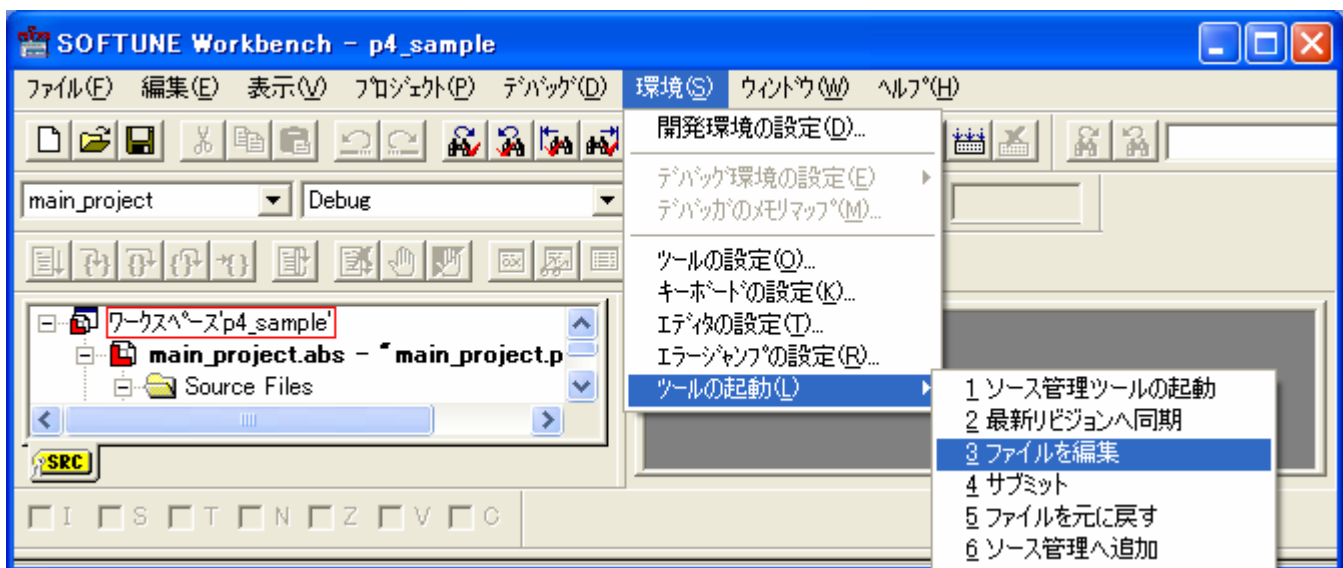 SOFTUNE Workbench - p4_sample
ファイル(F) 編集(E) 表示(V) プロジェクト(P) デバッグ(D) 環境(S) ウィンドウ(W) ヘルプ(H)
開発環境の設定(D)...
デバッグ環境の設定(E)
デバッガのメモリマップ(M)...
ツールの設定(O)...
キーボードの設定(K)...
エディタの設定(T)...
エラージャンプの設定(R)...
ツールの起動(L)
1 ソース管理ツールの起動
2 最新リビジョンへ同期
3 ファイルを編集
4 サブミット
5 ファイルを元に戻す
6 ソース管理へ追加
main_project Debug
ワークスペース'p4_sample'
main_project.abs - "main_project.p
Source Files
SRC
I S T N Z V C